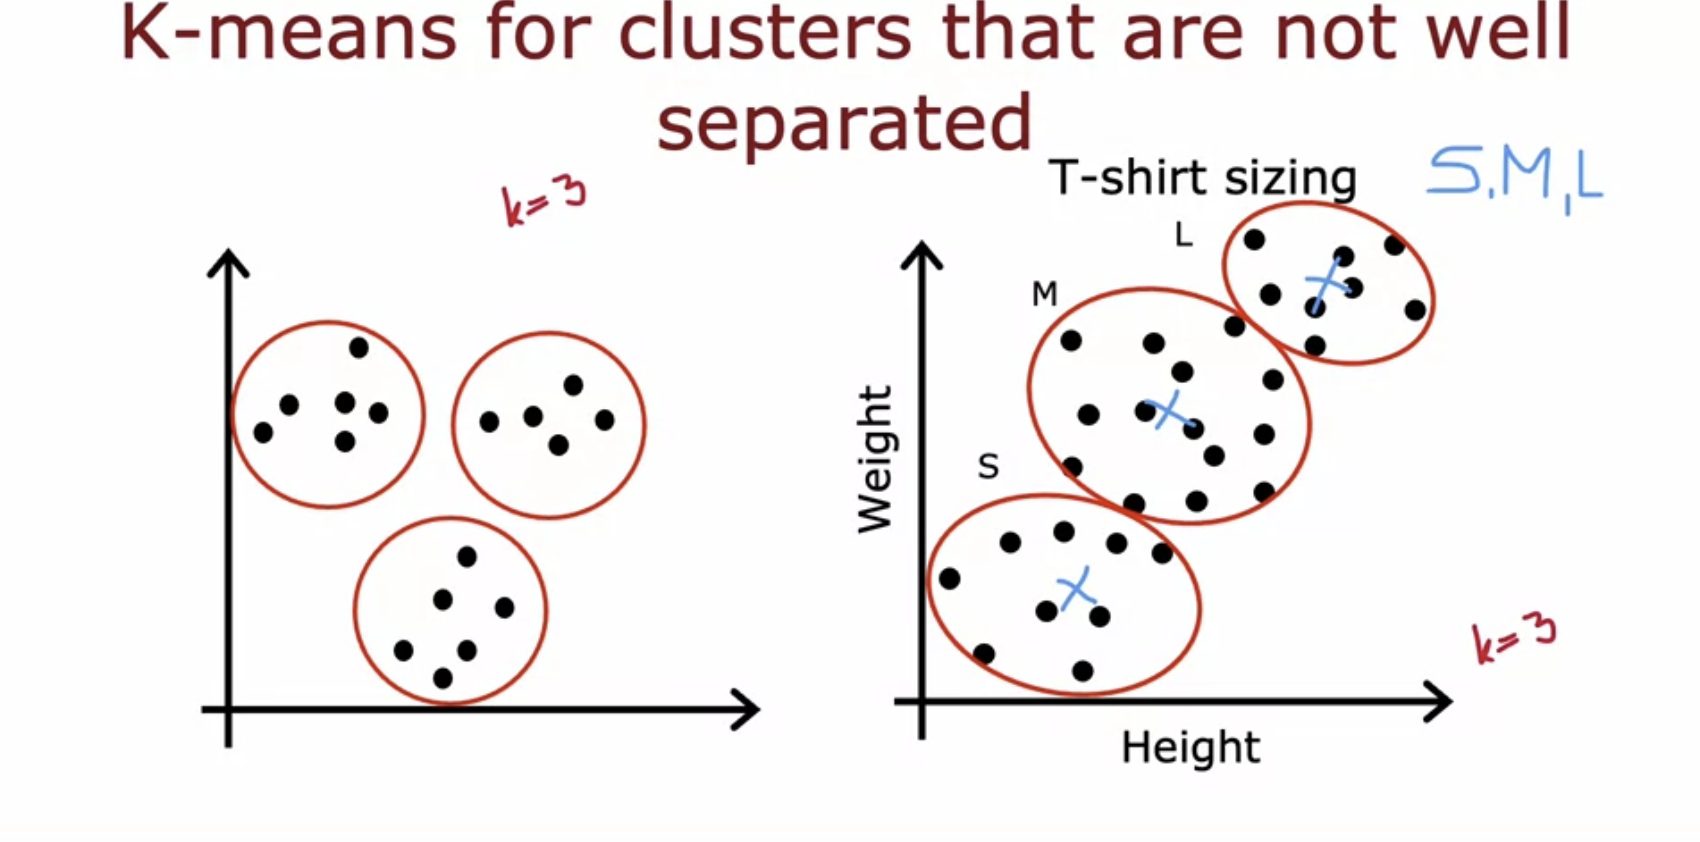 K-means for clusters that are not well
separated
T-shirt sizing
S,M,L
k=3
L
M
S
Weight
Height
k=3